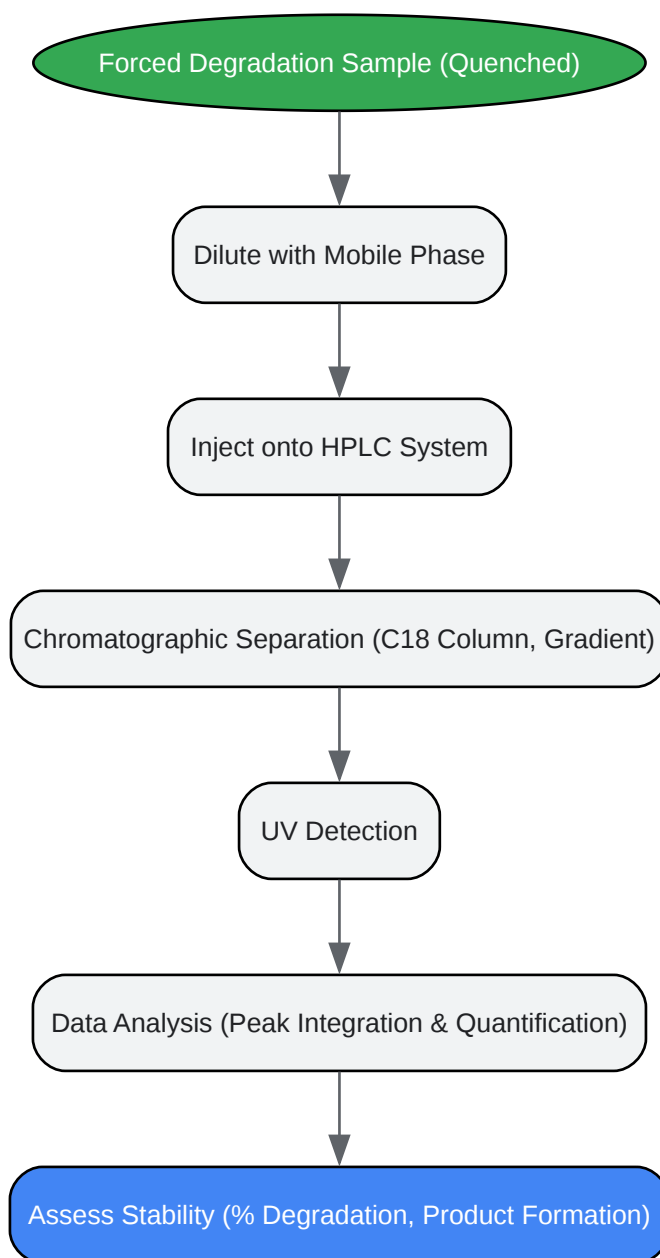 Forced Degradation Sample (Quenched)
Dilute with Mobile Phase
Inject onto HPLC System
Chromatographic Separation (C18 Column, Gradient)
UV Detection
Data Analysis (Peak Integration & Quantification)
Assess Stability (% Degradation, Product Formation)